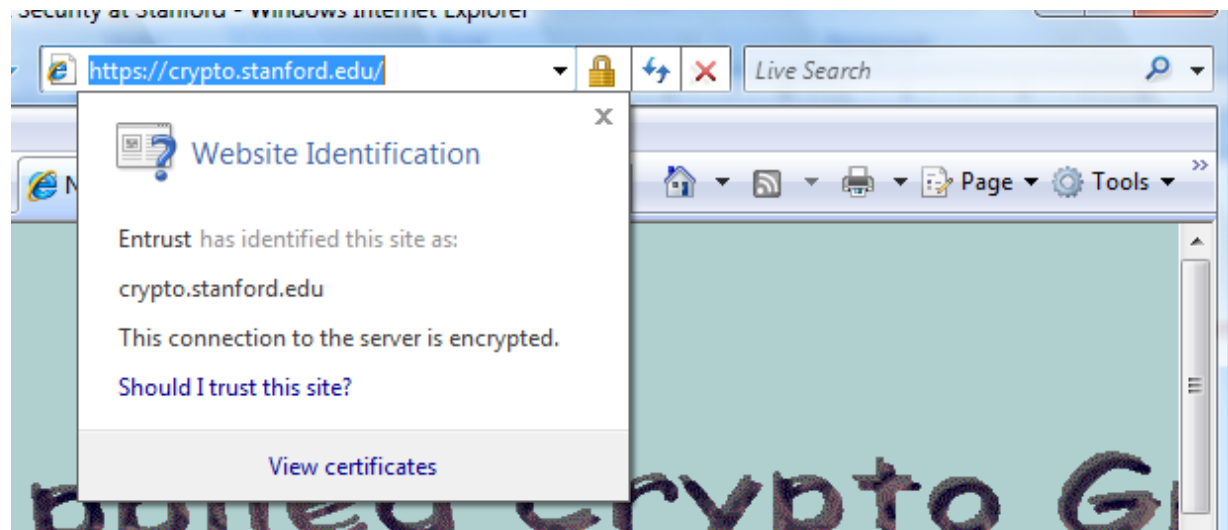 Security at Stanford - Windows Internet Explorer
https://crypto.stanford.edu/
Live Search
Website Identification
Page
Tools
Entrust has identified this site as:
crypto.stanford.edu
This connection to the server is encrypted.
Should I trust this site?
View certificates
Crypto